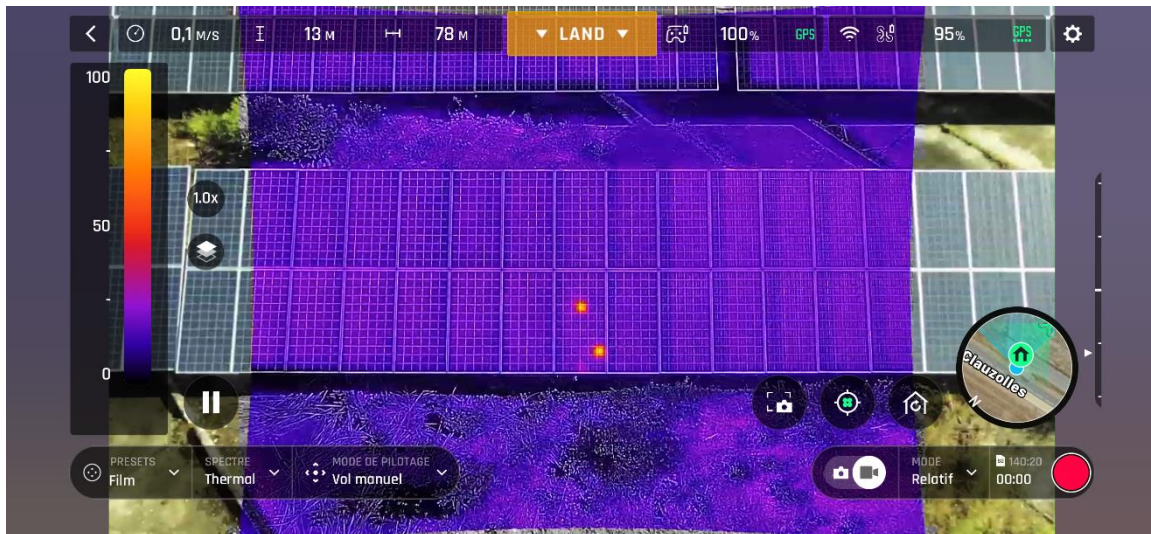 0,1 M/S
13 M
78 M
LAND
100%
GPS
95%
GPS
100
50
0
1.0x
Clauzolles
N
PRESETS
Film
SPECTRE
Thermal
MODE DE PILOTAGE
Vol manuel
MODE
Relatif
140:20
00:00